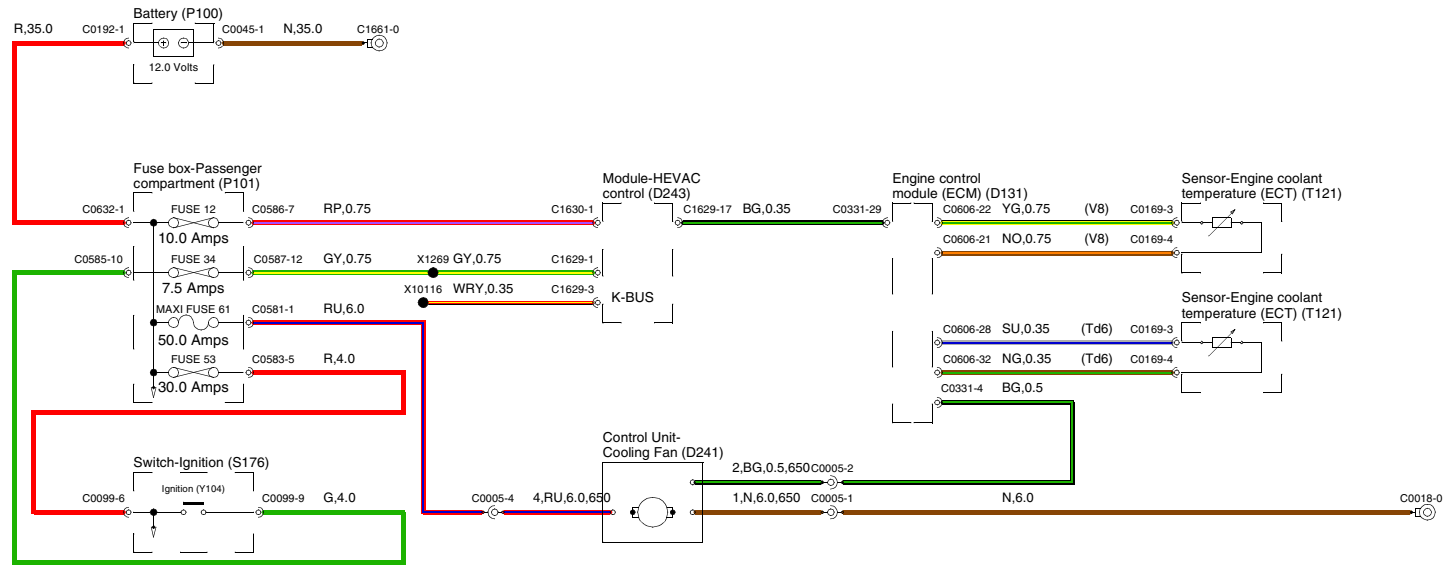 Battery (P100)
R,35.0 C0192-1 C0045-1 N,35.0 C1661-0
12.0 Volts
Fuse box-Passenger
compartment (P101)
Module-HEVAC
control (D243)
Engine control
module (ECM) (D131)
Sensor-Engine coolant
temperature (ECT) (T121)
C0632-1 FUSE 12 C0586-7 RP,0.75 C1630-1 C1629-17 BG,0.35 C0331-29 C0606-22 YG,0.75 (V8) C0169-3
10.0 Amps
C0606-21 NO,0.75 (V8) C0169-4
C0585-10 FUSE 34 C0587-12 GY,0.75 X1269 GY,0.75 C1629-1
7.5 Amps
X10116 WRY,0.35 C1629-3 K-BUS
Sensor-Engine coolant
temperature (ECT) (T121)
MAXI FUSE 61 C0581-1 RU,6.0
50.0 Amps
C0606-28 SU,0.35 (Td6) C0169-3
FUSE 53 C0583-5 R,4.0
30.0 Amps
C0606-32 NG,0.35 (Td6) C0169-4
C0331-4 BG,0.5
Control Unit-
Cooling Fan (D241)
Switch-Ignition (S176)
2,BG,0.5,650 C0005-2
Ignition (Y104)
C0099-6 C0099-9 G,4.0 C0005-4 4,RU,6.0,650 1,N,6.0,650 C0005-1 N,6.0 C0018-0